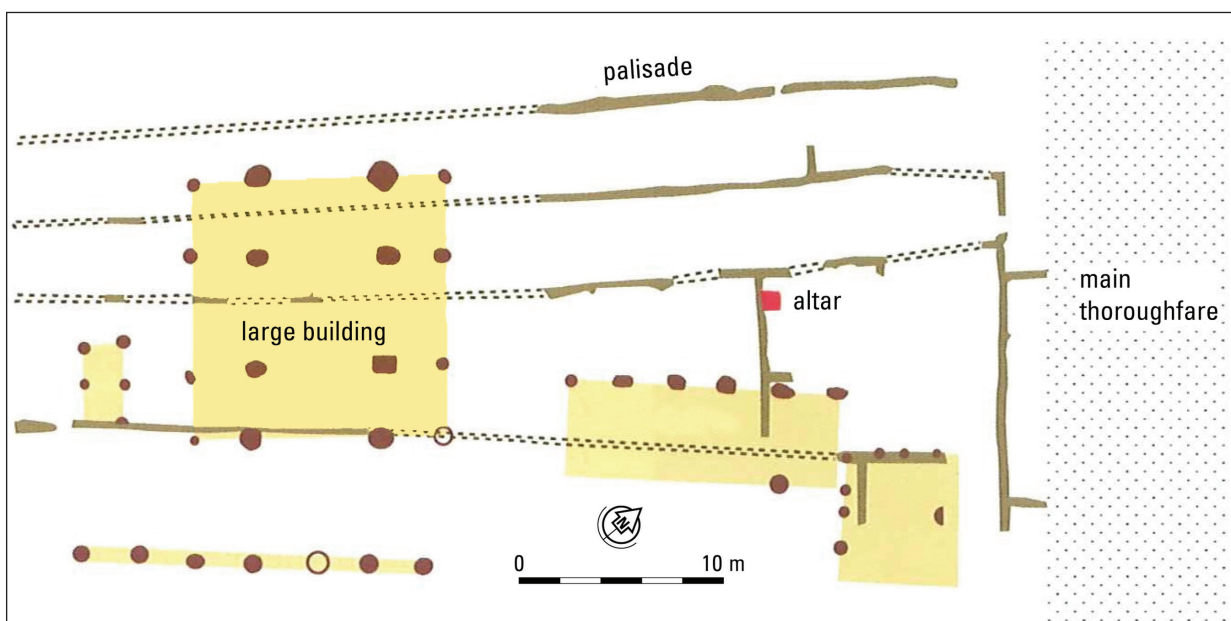 palisade
large building
altar
main
thoroughfare
N
0 10 m